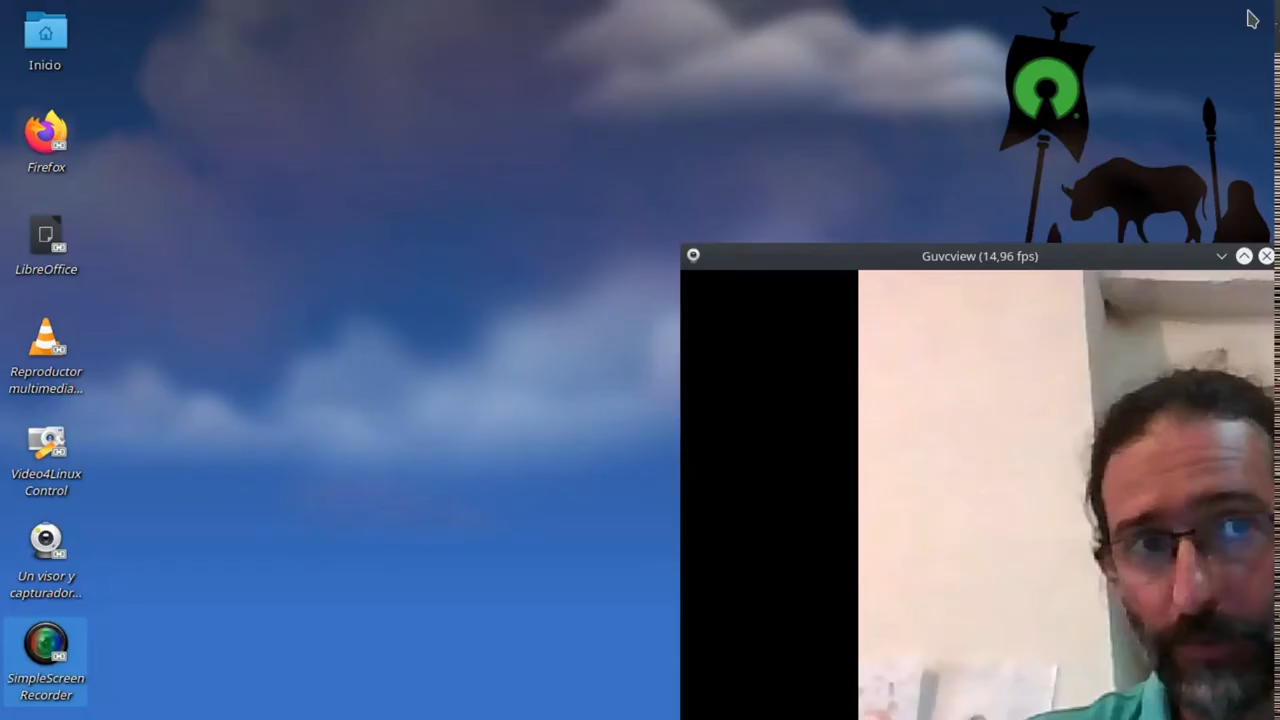 Inicio
Firefox
LibreOffice
Reproductor
multimedia...
Video4Linux
Control
Un visor y
capturador...
SimpleScreen
Recorder
Guvcview (14,96 fps)